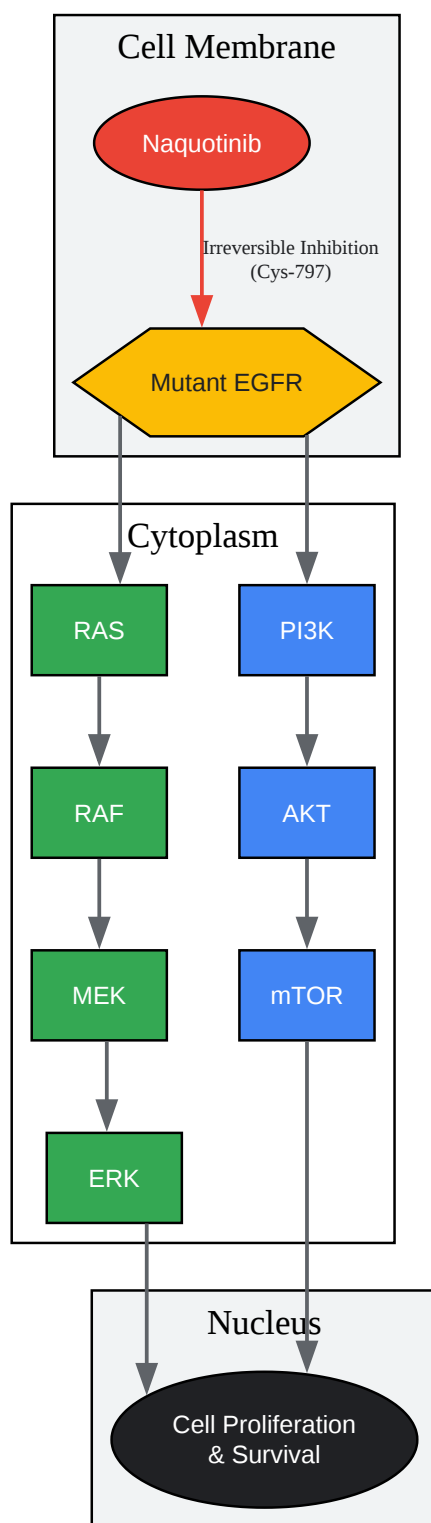 Cell Membrane
Naquotinib
Irreversible Inhibition
(Cys-797)
Mutant EGFR
Cytoplasm
RAS
PI3K
RAF
AKT
MEK
mTOR
ERK
Nucleus
Cell Proliferation
& Survival